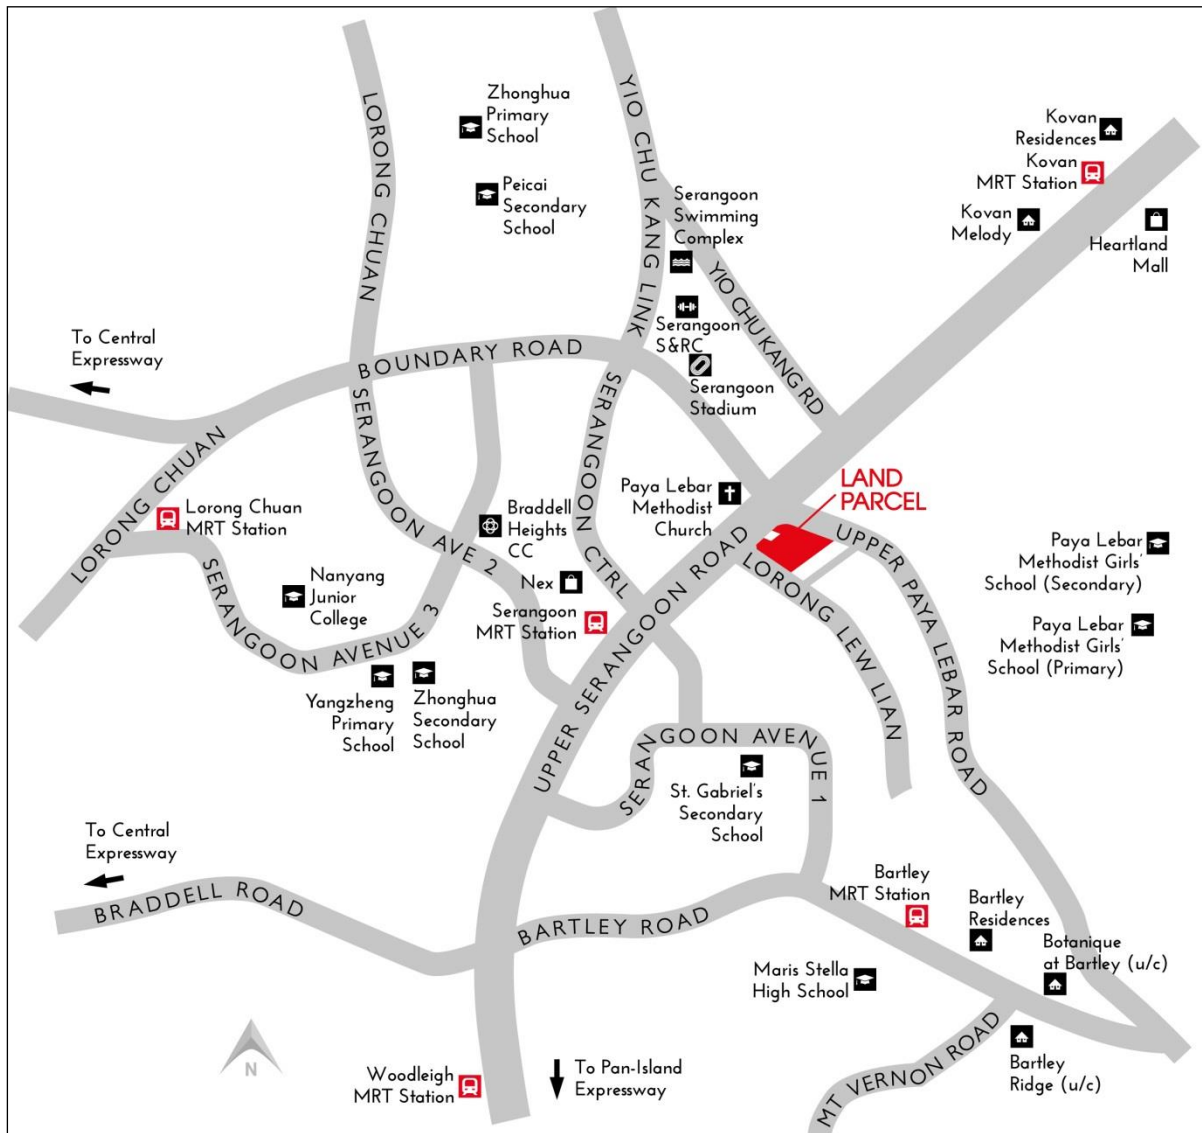 LORONG CHUAN
YIO CHU KANG LINK
Zhonghua
Primary
School
Peicai
Secondary
School
Serangoon
Swimming
Complex
Kovan
Residences
Kovan
MRT Station
Kovan
Melody
Heartland
Mall
YIO CHU KANG RD
Serangoon
S&RC
Serangoon
Stadium
To Central
Expressway
BOUNDARY ROAD
LORONG CHUAN
SERANGOON AVE 2
SERANGOON CTRL
Lorong Chuan
MRT Station
SERANGOON AVENUE 3
Nanyang
Junior
College
Braddell
Heights
CC
Nex
Serangoon
MRT Station
Paya Lebar
Methodist
Church
LAND
PARCEL
UPPER SERANGOON ROAD
UPPER PAYA LEBAR ROAD
LORONG LEW LIAN
Paya Lebar
Methodist Girls'
School (Secondary)
Paya Lebar
Methodist Girls'
School (Primary)
Yangzheng
Primary
School
Zhonghua
Secondary
School
SERANGOON AVENUE 1
St. Gabriel's
Secondary
School
To Central
Expressway
BRADDELL ROAD
BARTLEY ROAD
Bartley
MRT Station
Bartley
Residences
Botanique
at Bartley (u/c)
Maris Stella
High School
MT VERNON ROAD
Bartley
Ridge (u/c)
N
Woodleigh
MRT Station
To Pan-Island
Expressway